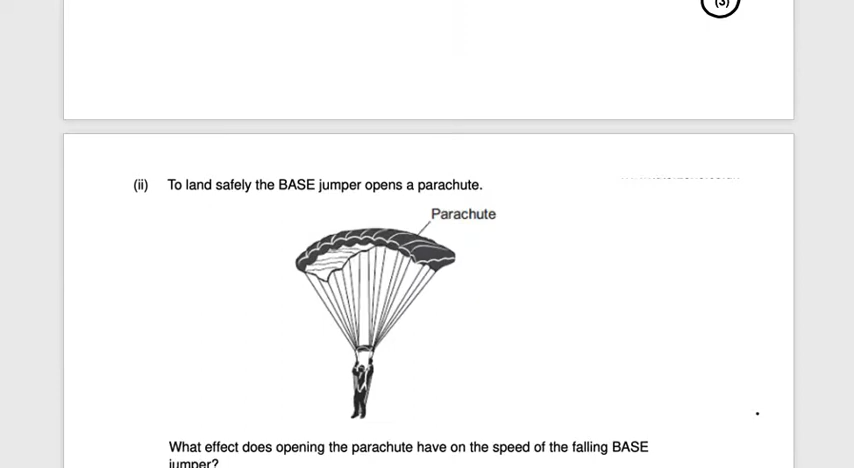 (3)
(ii) To land safely the BASE jumper opens a parachute.
Parachute
What effect does opening the parachute have on the speed of the falling BASE
jumper?